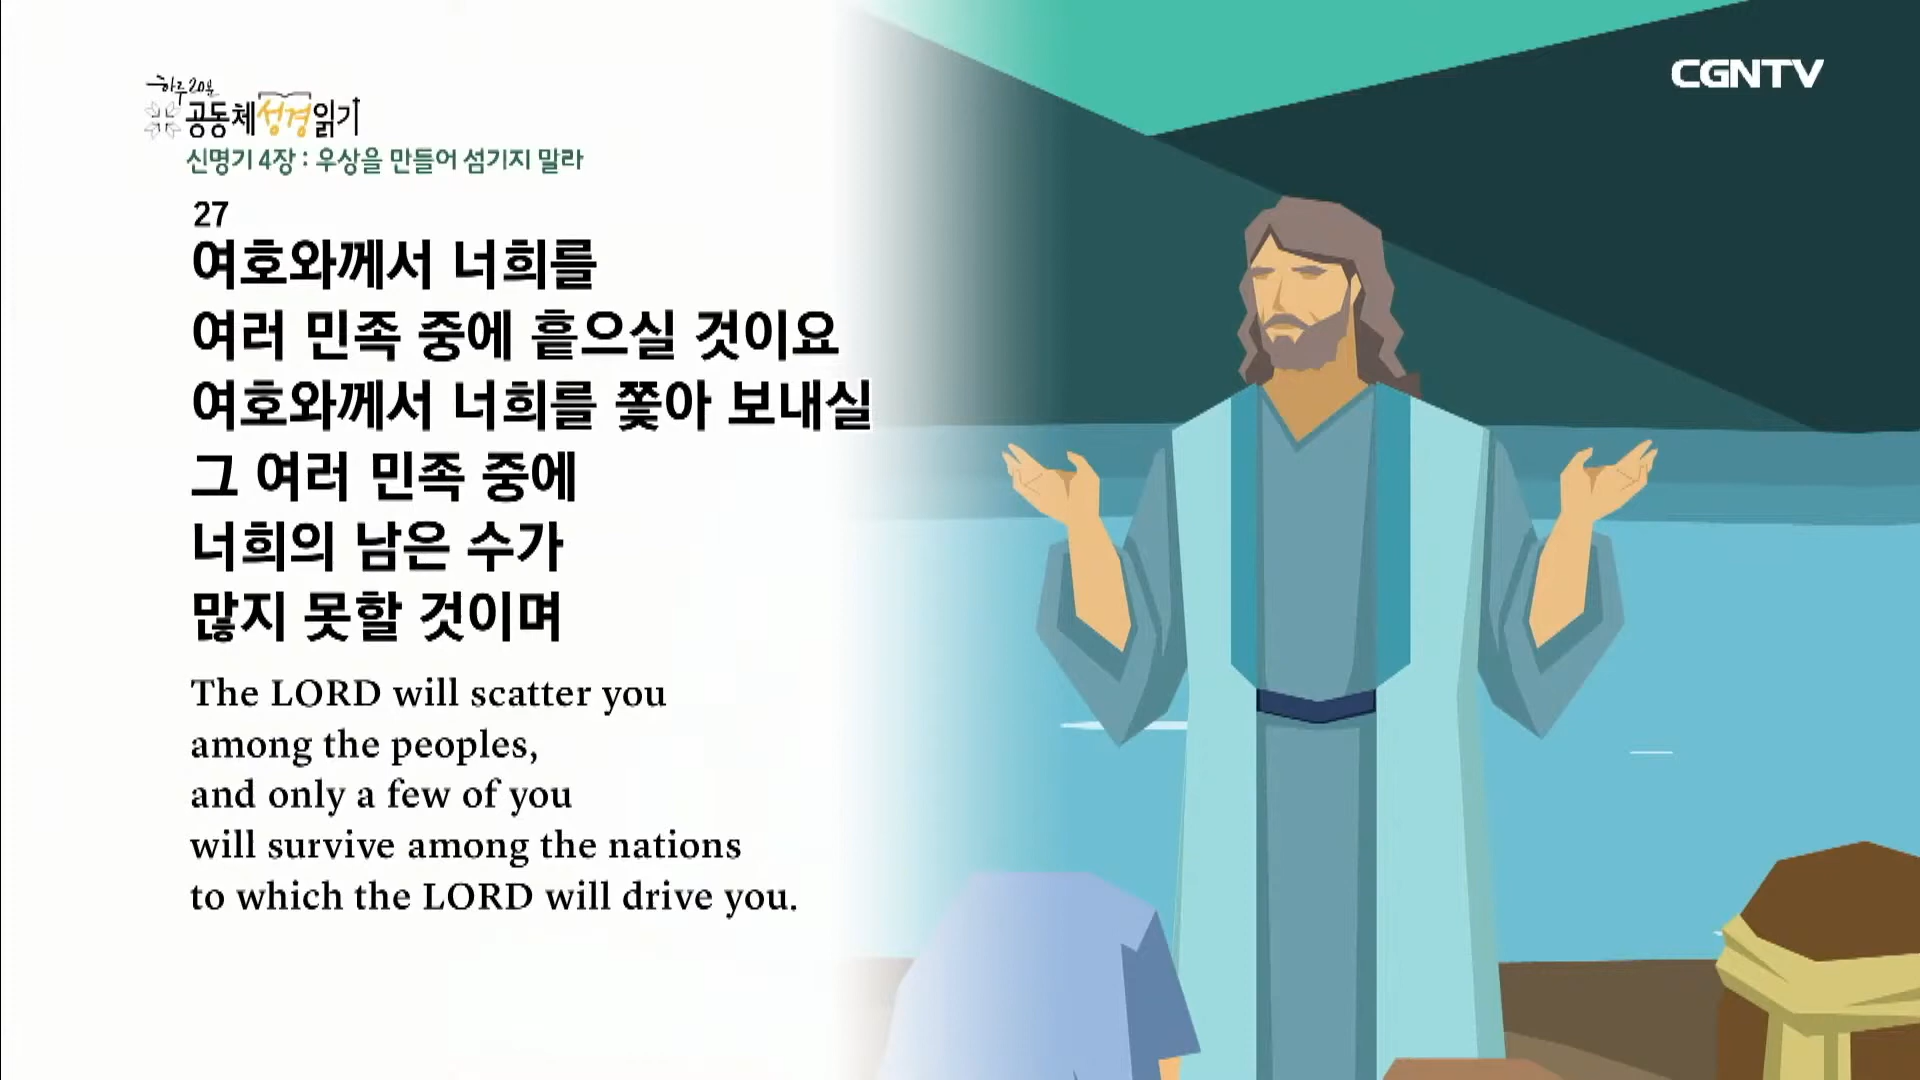 하루 20분
공동체성경읽기
CGNTV
신명기 4장 : 우상을 만들어 섬기지 말라
27
여호와께서 너희를
여러 민족 중에 흩으실 것이요
여호와께서 너희를 쫓아 보내실
그 여러 민족 중에
너희의 남은 수가
많지 못할 것이며
The LORD will scatter you
among the peoples,
and only a few of you
will survive among the nations
to which the LORD will drive you.